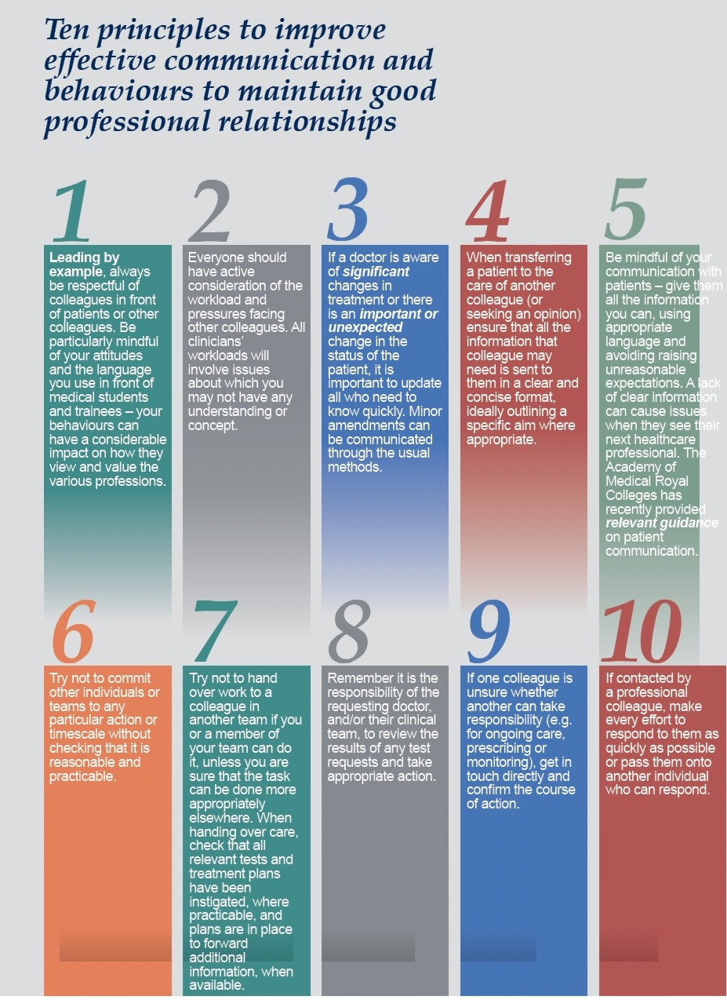 Ten principles to improve
effective communication and
behaviours to maintain good
professional relationships
1
Leading by
example, always
be respectful of
colleagues in front
of patients or other
colleagues. Be
particularly mindful
of your attitudes
and the language
you use in front of
medical students
and trainees – your
behaviours can
have a considerable
impact on how they
view and value the
various professions.
2
Everyone should
have active
consideration of the
workload and
pressures facing
other colleagues. All
clinicians’
workloads will
involve issues
about which you
may not have any
understanding or
concept.
3
If a doctor is aware
of significant
changes in
treatment or there
is an important or
unexpected
change in the
status of the
patient, it is
important to update
all who need to
know quickly. Minor
amendments can
be communicated
through the usual
methods.
4
When transferring
a patient to the
care of another
colleague (or
seeking an opinion)
ensure that all the
information that
colleague may
need is sent to
them in a clear and
concise format,
ideally outlining a
specific aim where
appropriate.
5
Be mindful of your
communication with
patients – give them
all the information
you can, using
appropriate
language and
avoiding raising
unreasonable
expectations. A lack
of clear information
can cause issues
when they see their
next healthcare
professional. The
Academy of
Medical Royal
Colleges has
recently provided
relevant guidance
on patient
communication.
6
Try not to commit
other individuals or
teams to any
particular action or
timescale without
checking that it is
reasonable and
practicable.
7
Try not to hand
over work to a
colleague in
another team if you
or a member of
your team can do
it, unless you are
sure that the task
can be done more
appropriately
elsewhere. When
handing over care,
check that all
relevant tests and
treatment plans
have been
instigated, where
practicable, and
plans are in place
to forward
additional
information, when
available.
8
Remember it is the
responsibility of the
requesting doctor,
and/or their clinical
team, to review the
results of any test
requests and take
appropriate action.
9
If one colleague is
unsure whether
another can take
responsibility (e.g.
for ongoing care,
prescribing or
monitoring), get in
touch directly and
confirm the course
of action.
10
If contacted by
a professional
colleague, make
every effort to
respond to them as
quickly as possible
or pass them onto
another individual
who can respond.